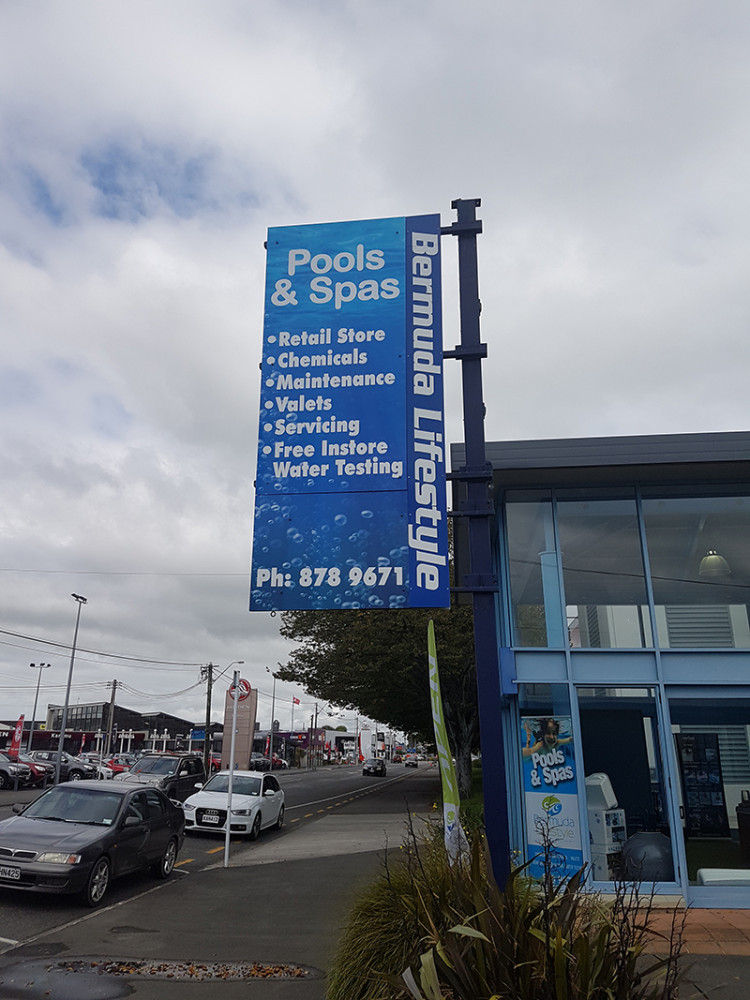 Pools
& Spas
• Retail Store
• Chemicals
• Maintenance
• Valets
• Servicing
• Free Instore
Water Testing
Ph: 878 9671
Bermuda Lifestyle
Pools
& Spas